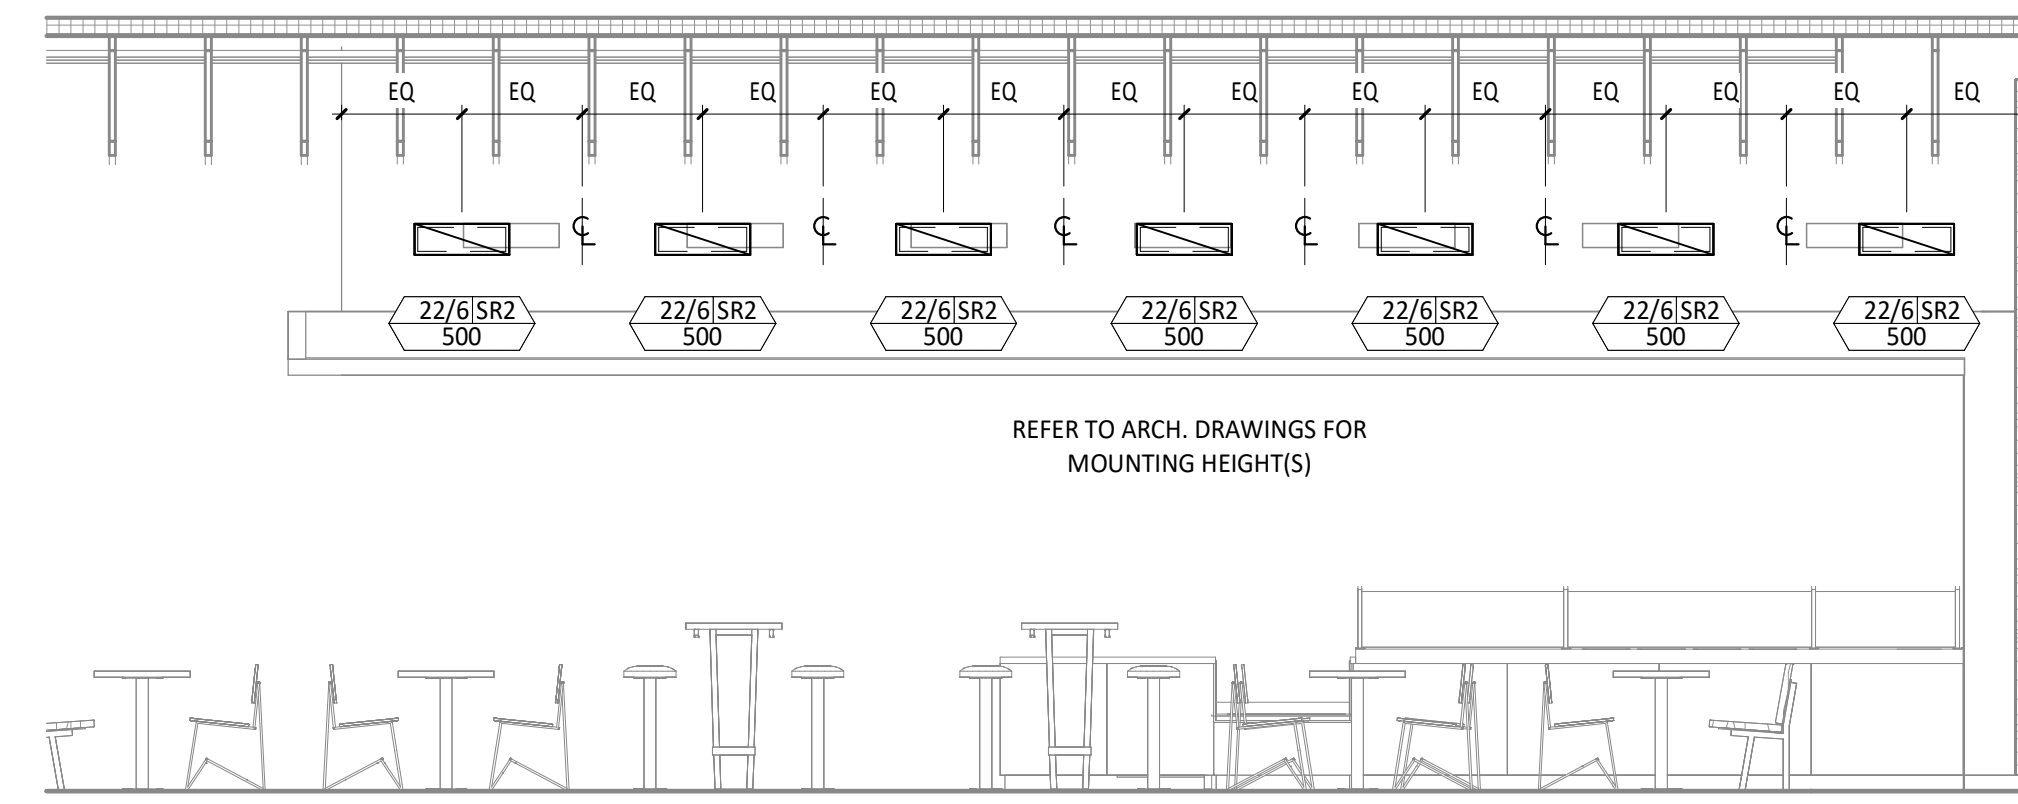 EQ EQ EQ EQ EQ EQ EQ EQ EQ EQ EQ EQ EQ EQ
℄ ℄ ℄ ℄ ℄ ℄
22/6 SR2 22/6 SR2 22/6 SR2 22/6 SR2 22/6 SR2 22/6 SR2 22/6 SR2
500 500 500 500 500 500 500
REFER TO ARCH. DRAWINGS FOR
MOUNTING HEIGHT(S)